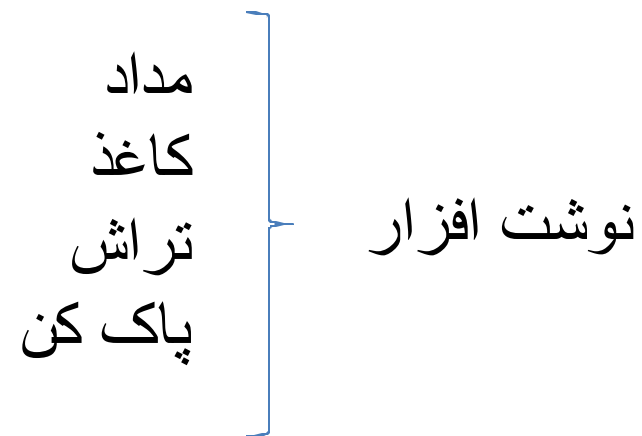 نوشت افزار
مداد
کاغذ
تراش
پاک کن